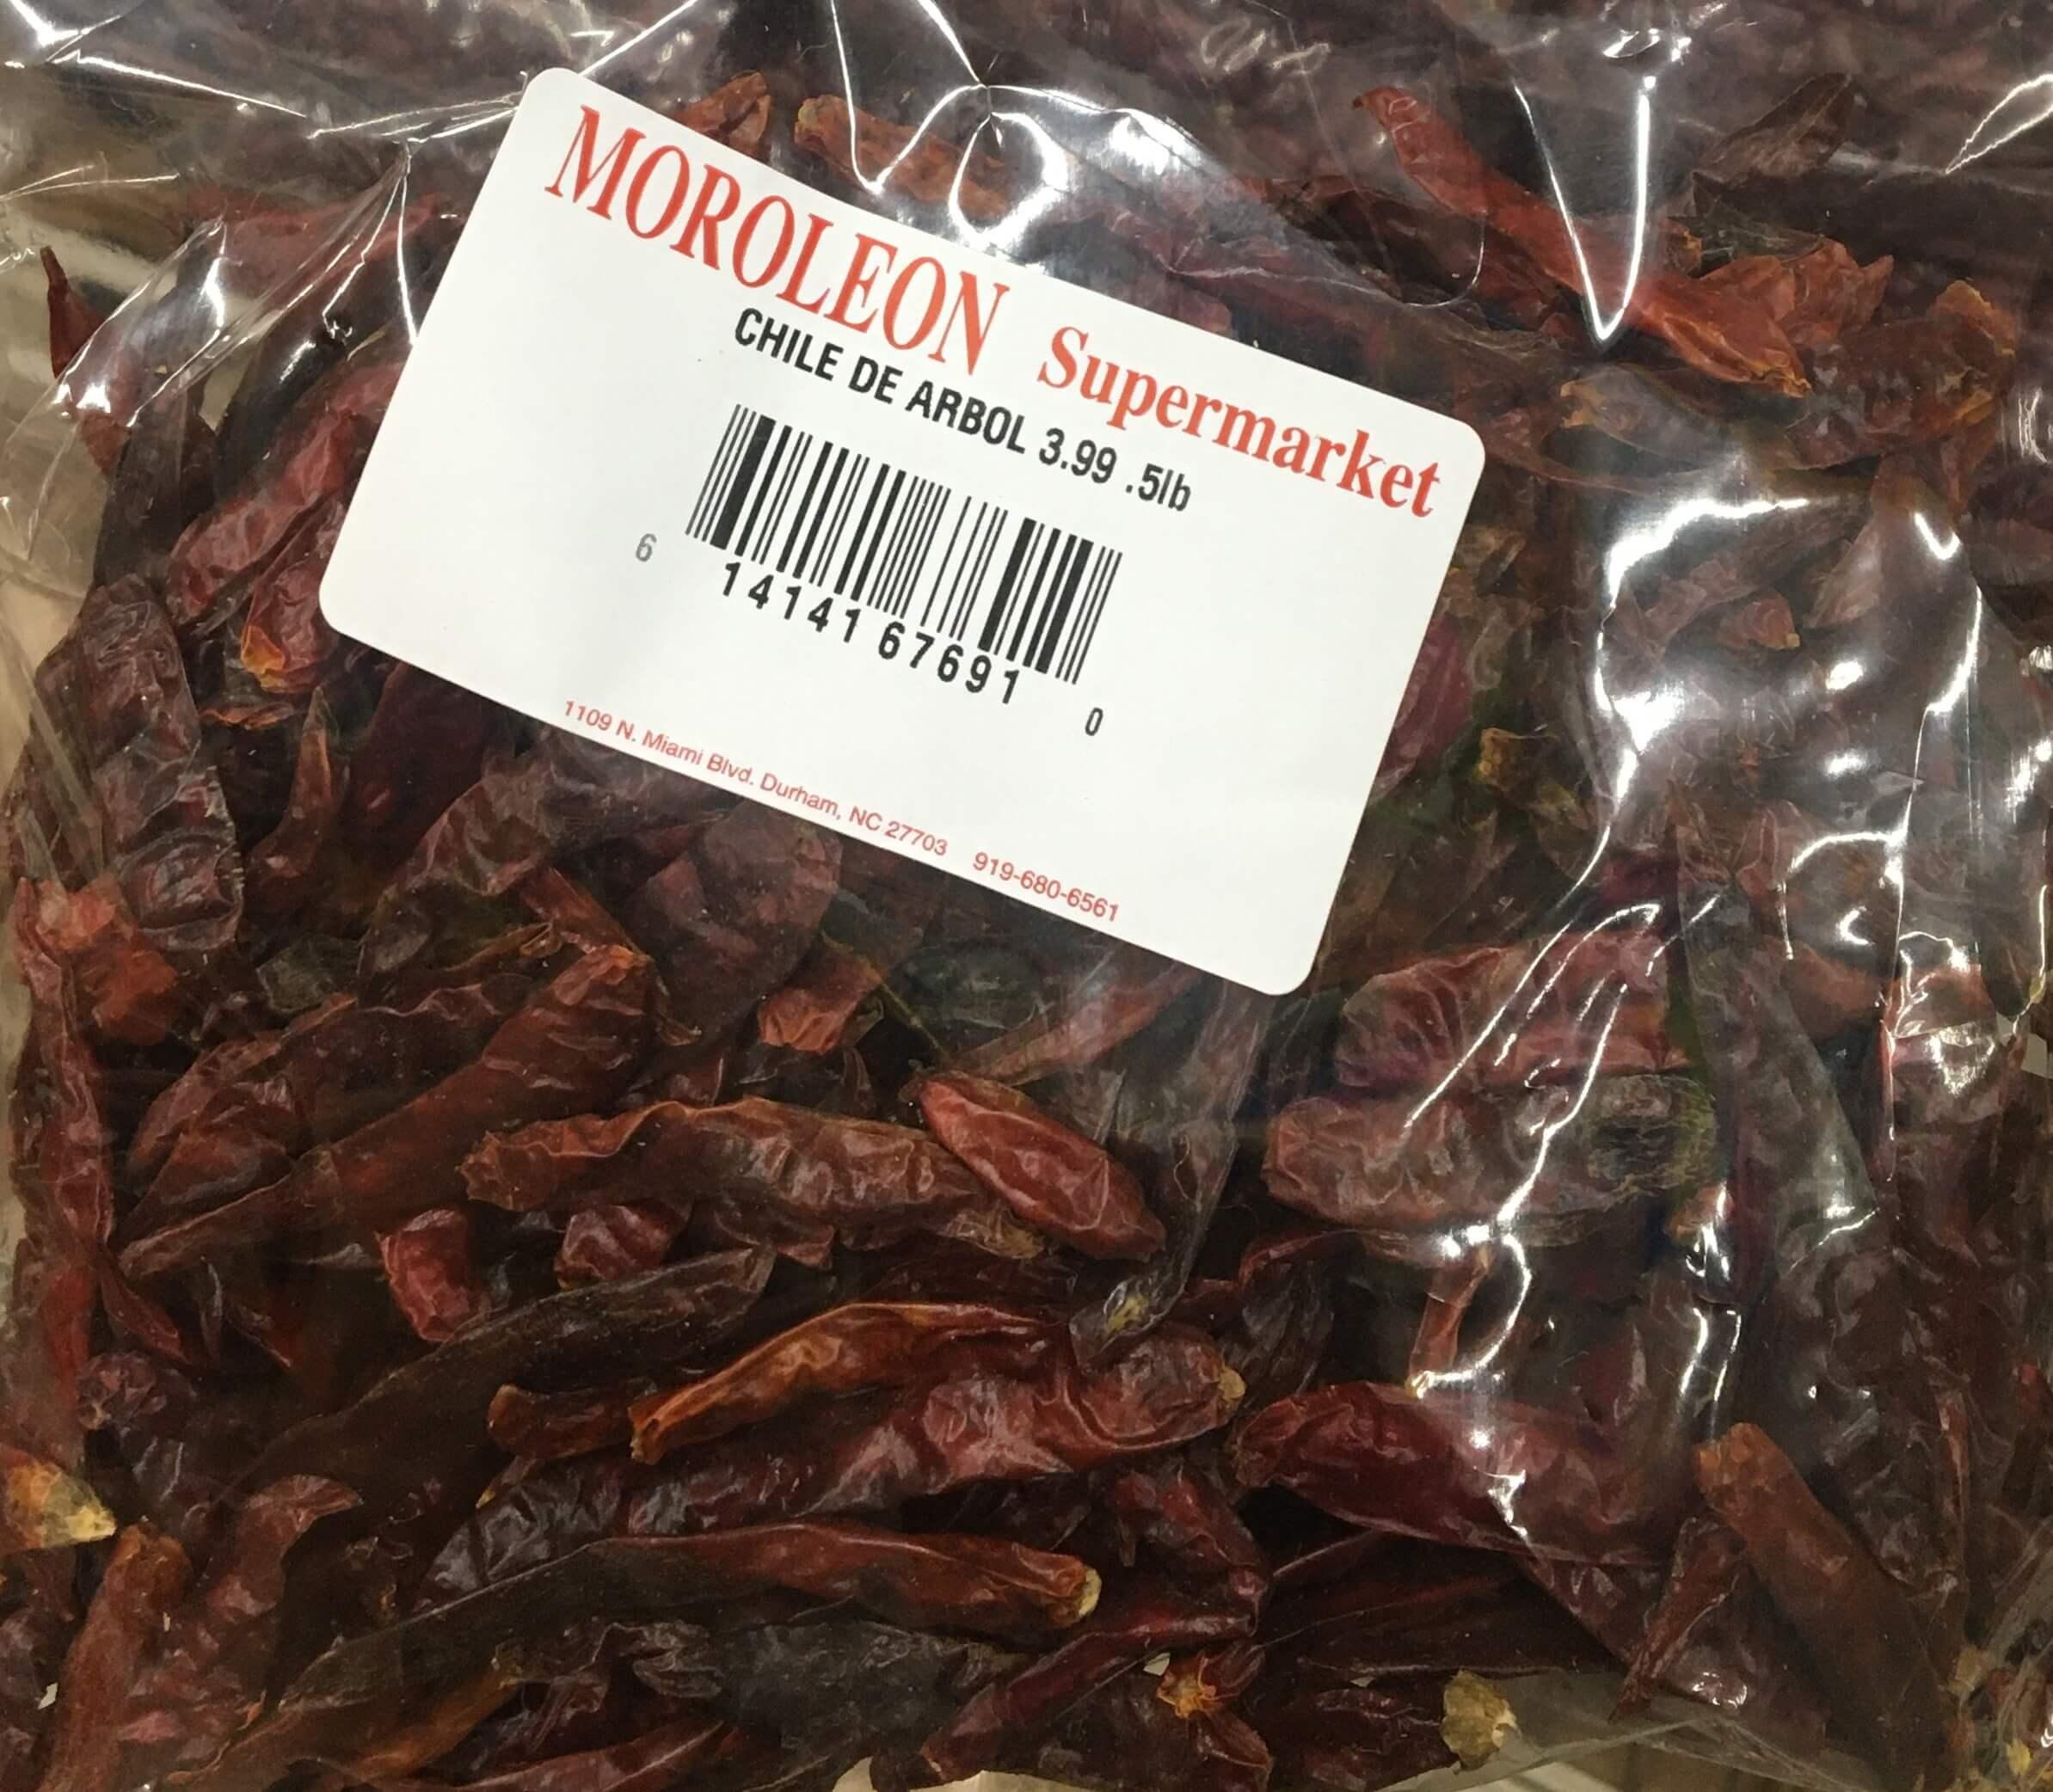 MOROLEON Supermarket
CHILE DE ARBOL 3.99 .5lb
6 14141 67691 0
1109 N. Miami Blvd. Durham, NC 27703 919-680-6561